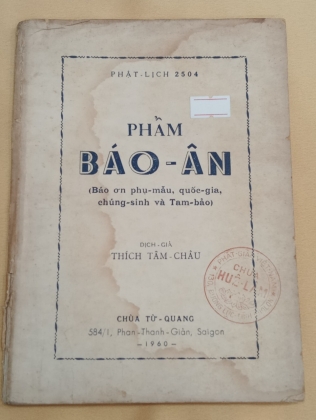 PHẬT-LỊCH 2504
PHẨM
BÁO-ÂN
(Báo ơn phụ-mẫu, quốc-gia,
chúng-sinh và Tam-bảo)
DỊCH-GIẢ
THÍCH TÂM-CHÂU
CHÙA TỪ-QUANG
584/1, Phan-Thanh-Giản, Saigon
—1960—
CHÙA